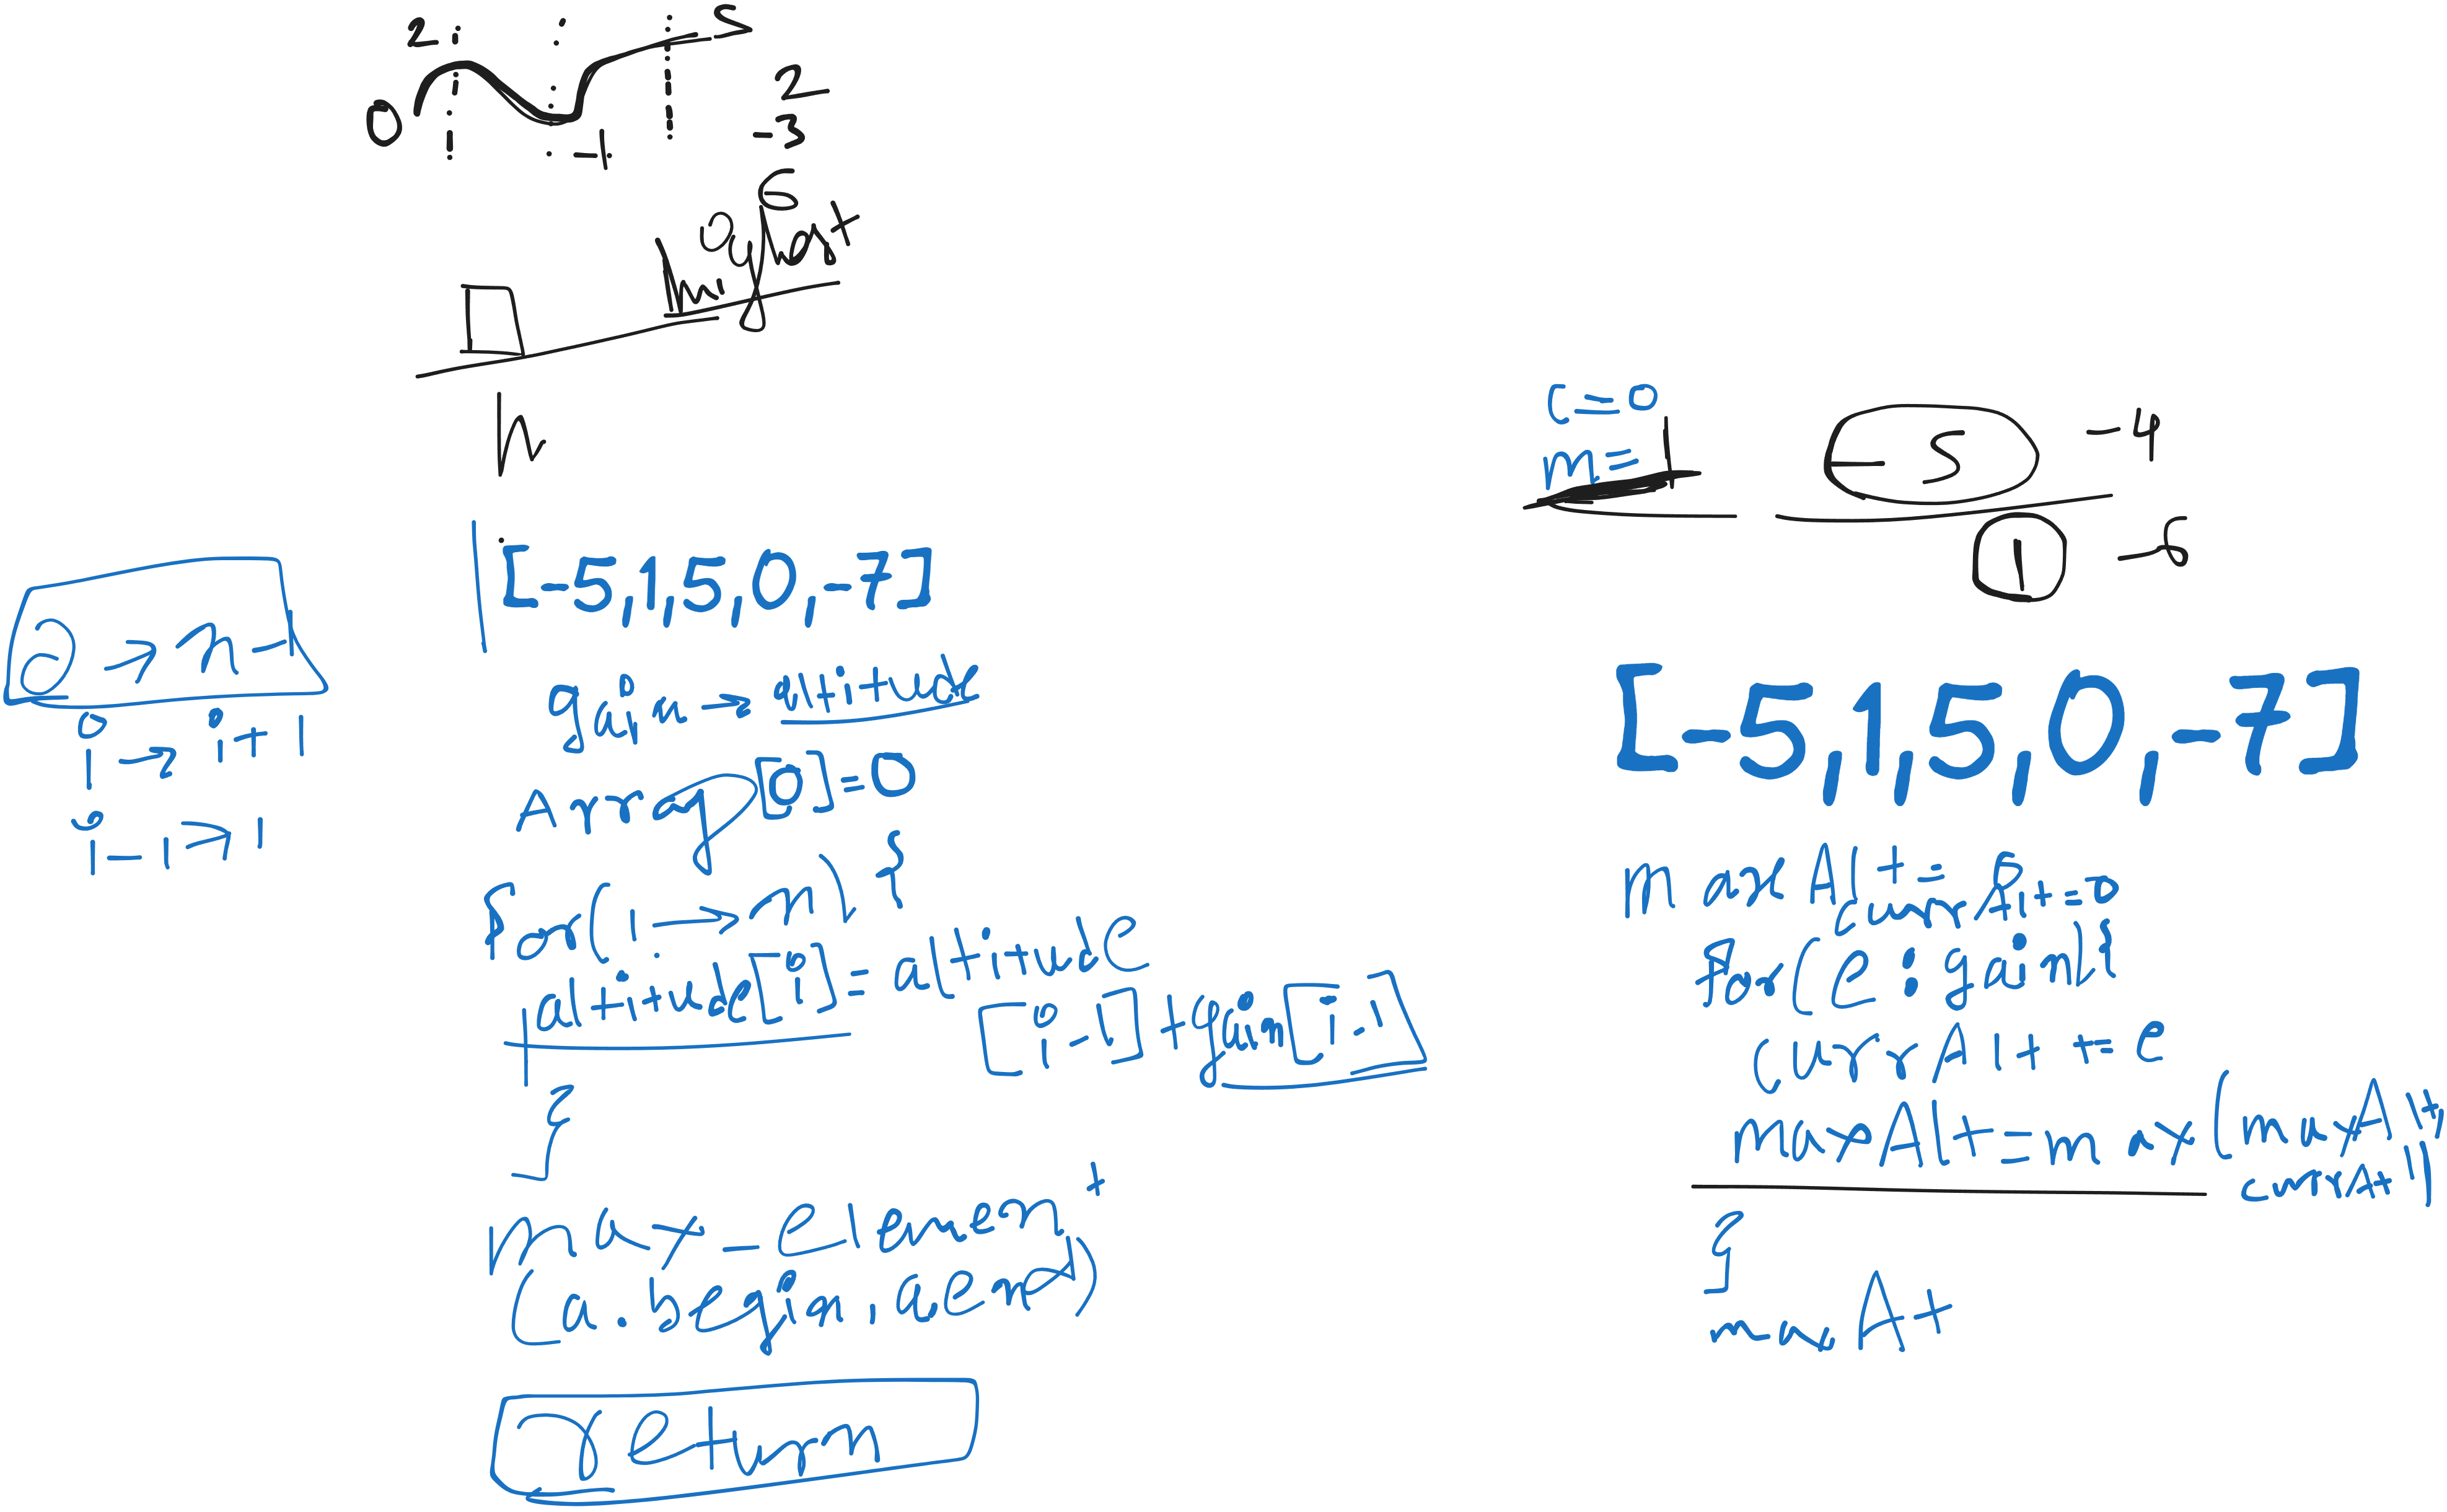 2
5
0
-1
2
-3
6
highest
h
[-5,1,5,0,-7]
0 → n-1
i → i+1
i-1 → i
gain → altitude
Array[0]=0
for(1 → n) {
altitude[i] = altitude
[i-1] + gain[i-1]
}
max_element
(a.begin, a.end)
return
c=0
m=1
-5
-4
1
-6
[-5,1,5,0,-7]
maxAlt = 0
currAlt=0
for(e : gain){
currAlt += e
maxAlt = max(maxAlt,
currAlt)
}
maxAlt